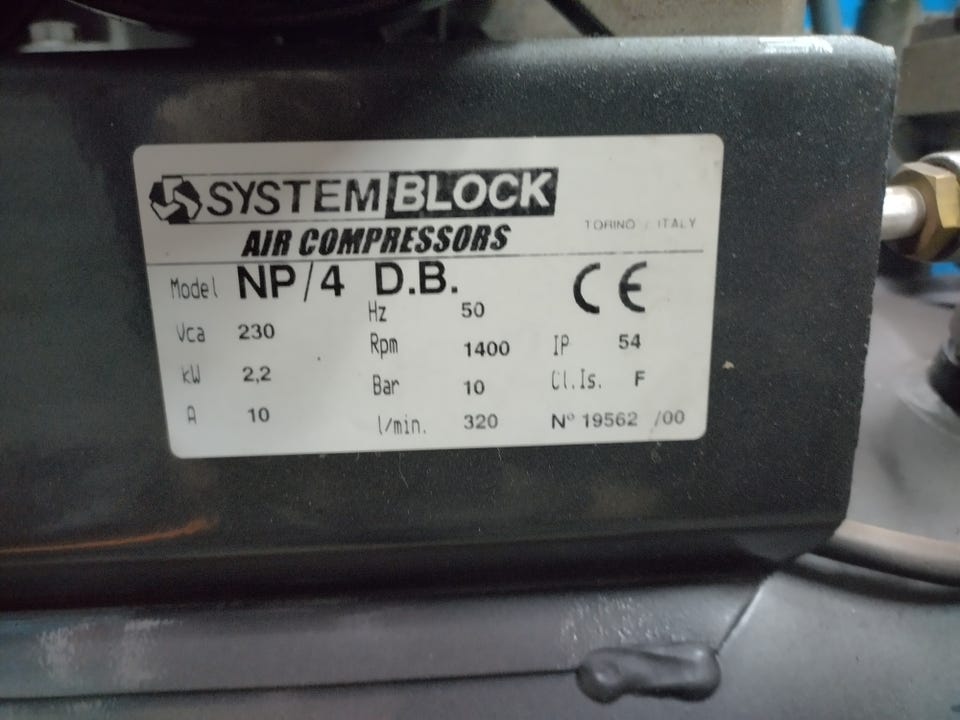 SYSTEM BLOCK
AIR COMPRESSORS
TORINO / ITALY
Model NP/4 D.B.
CE
Vca 230 Hz 50
kW 2,2 Rpm 1400 IP 54
A 10 Bar 10 Cl.Is. F
l/min. 320 N° 19562 /00